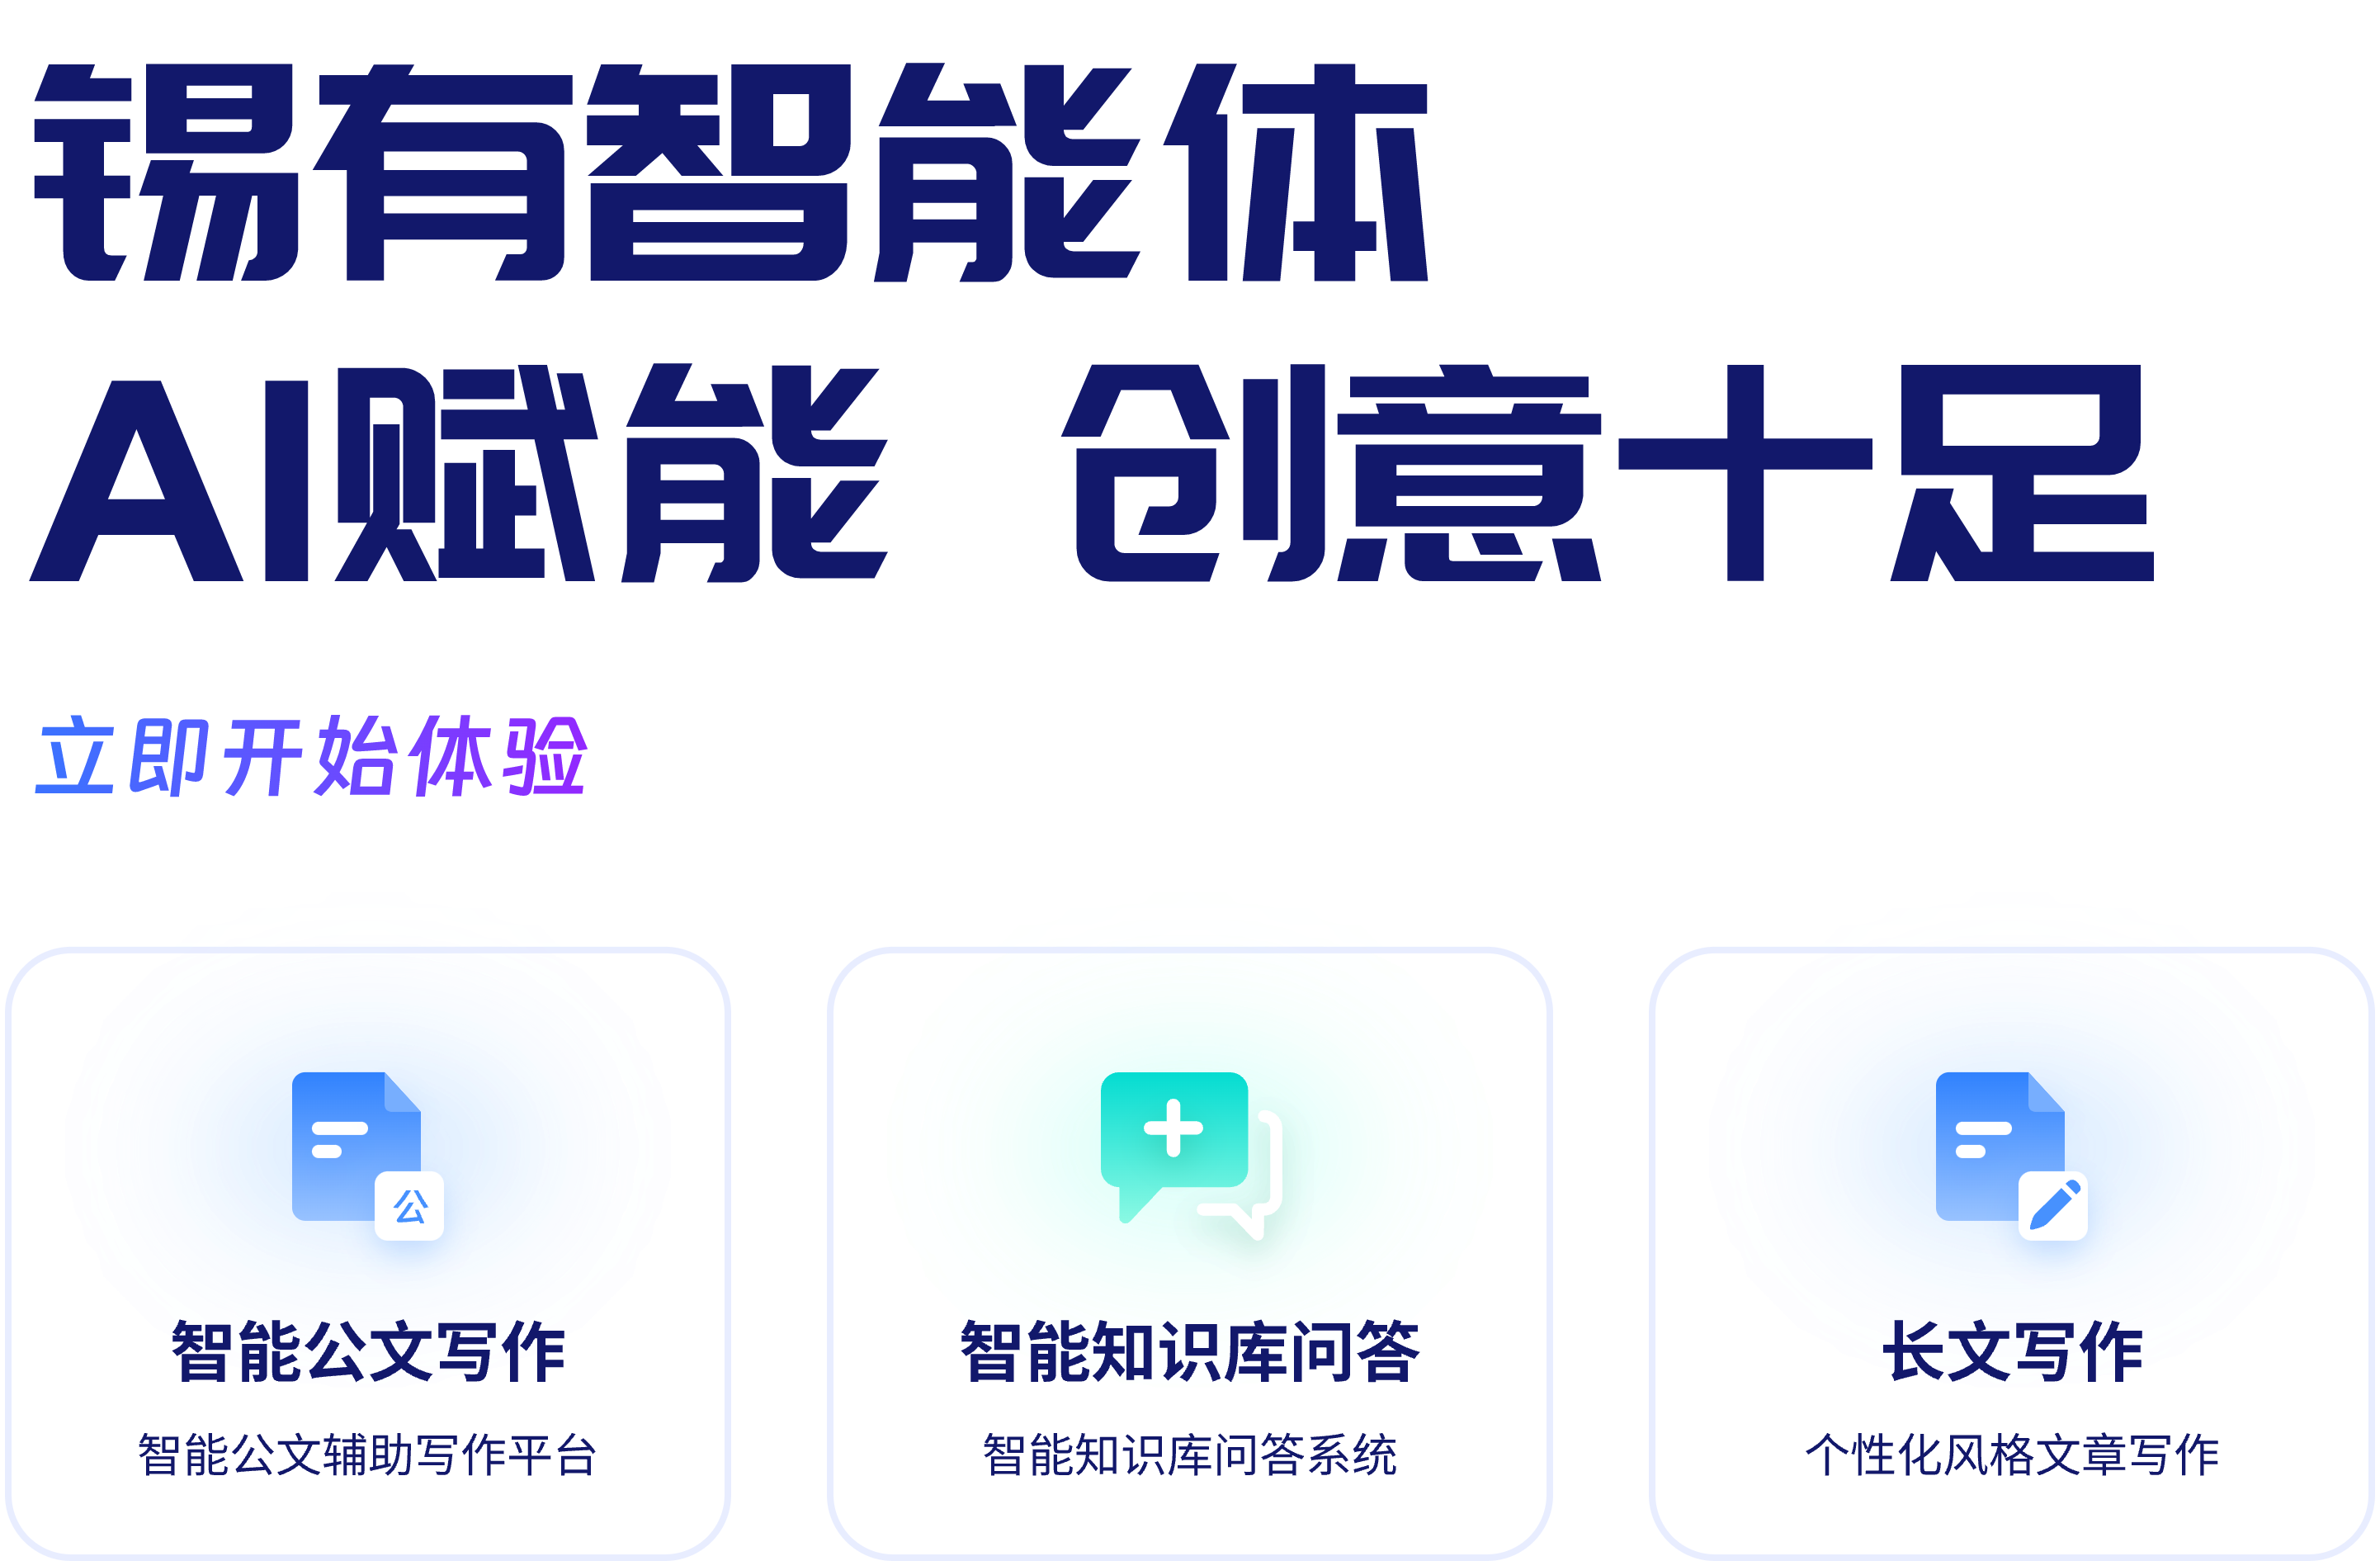 锡有智能体
AI赋能 创意十足
立即开始体验
公
智能公文写作
智能公文辅助写作平台
智能知识库问答
智能知识库问答系统
长文写作
个性化风格文章写作